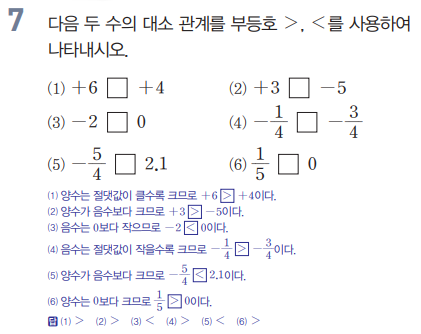 7 다음 두 수의 대소 관계를 부등호 >, <를 사용하여
나타내시오.
(1) +6 □ +4 (2) +3 □ -5
(3) -2 □ 0 (4) -1/4 □ -3/4
(5) -5/4 □ 2.1 (6) 1/5 □ 0
(1) 양수는 절댓값이 클수록 크므로 +6 > +4이다.
(2) 양수가 음수보다 크므로 +3 > -5이다.
(3) 음수는 0보다 작으므로 -2 < 0이다.
(4) 음수는 절댓값이 작을수록 크므로 -1/4 > -3/4이다.
(5) 양수가 음수보다 크므로 -5/4 < 2.1이다.
(6) 양수는 0보다 크므로 1/5 > 0이다.
답 (1) > (2) > (3) < (4) > (5) < (6) >